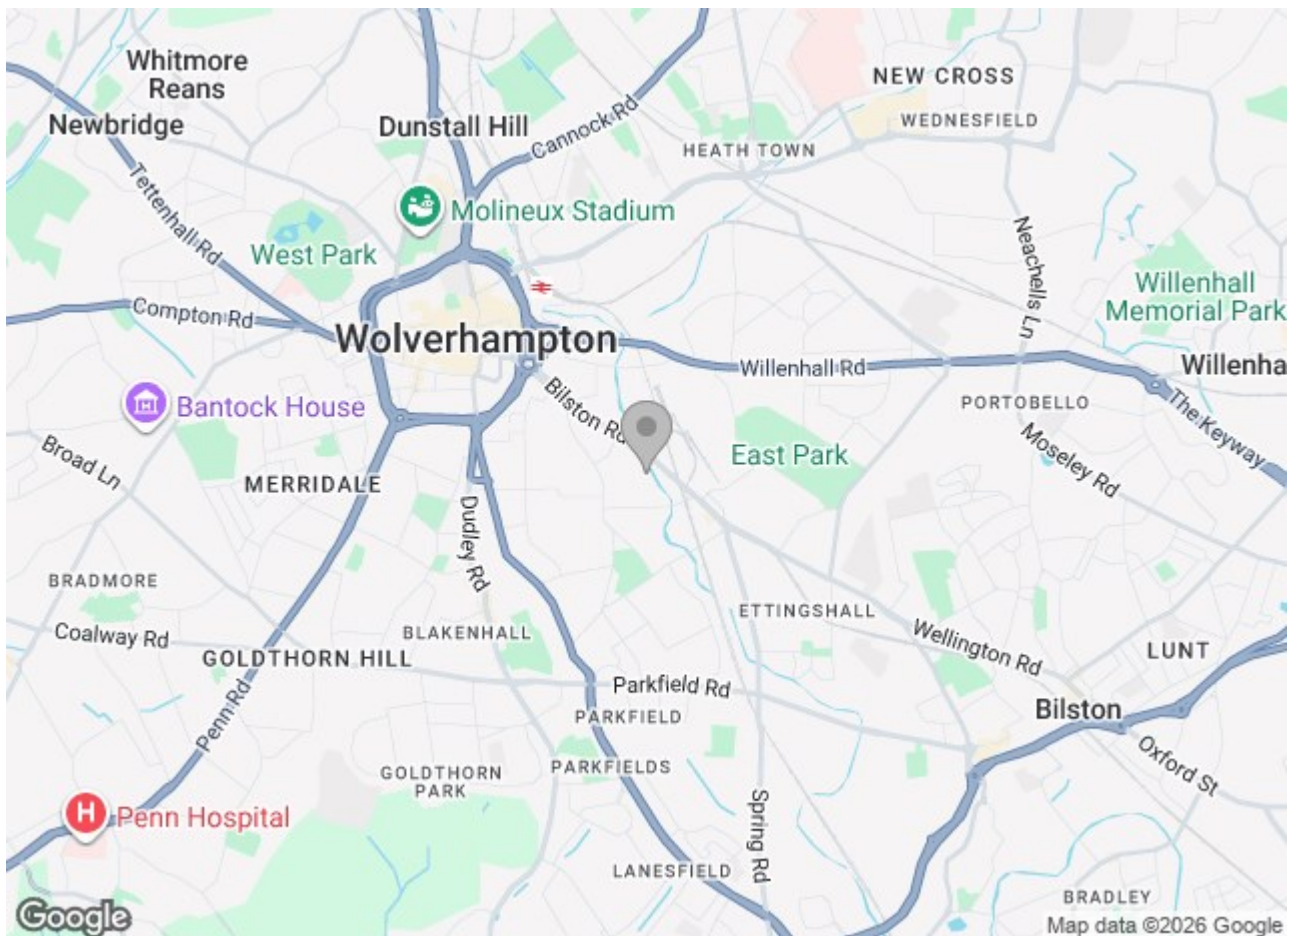 Whitmore
Reans
NEW CROSS
Newbridge
Dunstall Hill
Cannock Rd
WEDNESFIELD
HEATH TOWN
Tettenhall Rd
Molineux Stadium
West Park
Neachells Ln
Willenhall
Memorial Park
Compton Rd
Wolverhampton
Willenhall Rd
Willenha
Bantock House
Bilston Rd
PORTOBELLO
The Keyway
Broad Ln
MERRIDALE
East Park
Moseley Rd
Dudley Rd
BRADMORE
Coalway Rd
BLAKENHALL
ETTINGSHALL
Wellington Rd
LUNT
GOLDTHORN HILL
Parkfield Rd
Penn Rd
PARKFIELD
Bilston
GOLDTHORN
PARK
PARKFIELDS
Oxford St
H
Penn Hospital
Spring Rd
LANESFIELD
BRADLEY
Google
Map data ©2026 Google